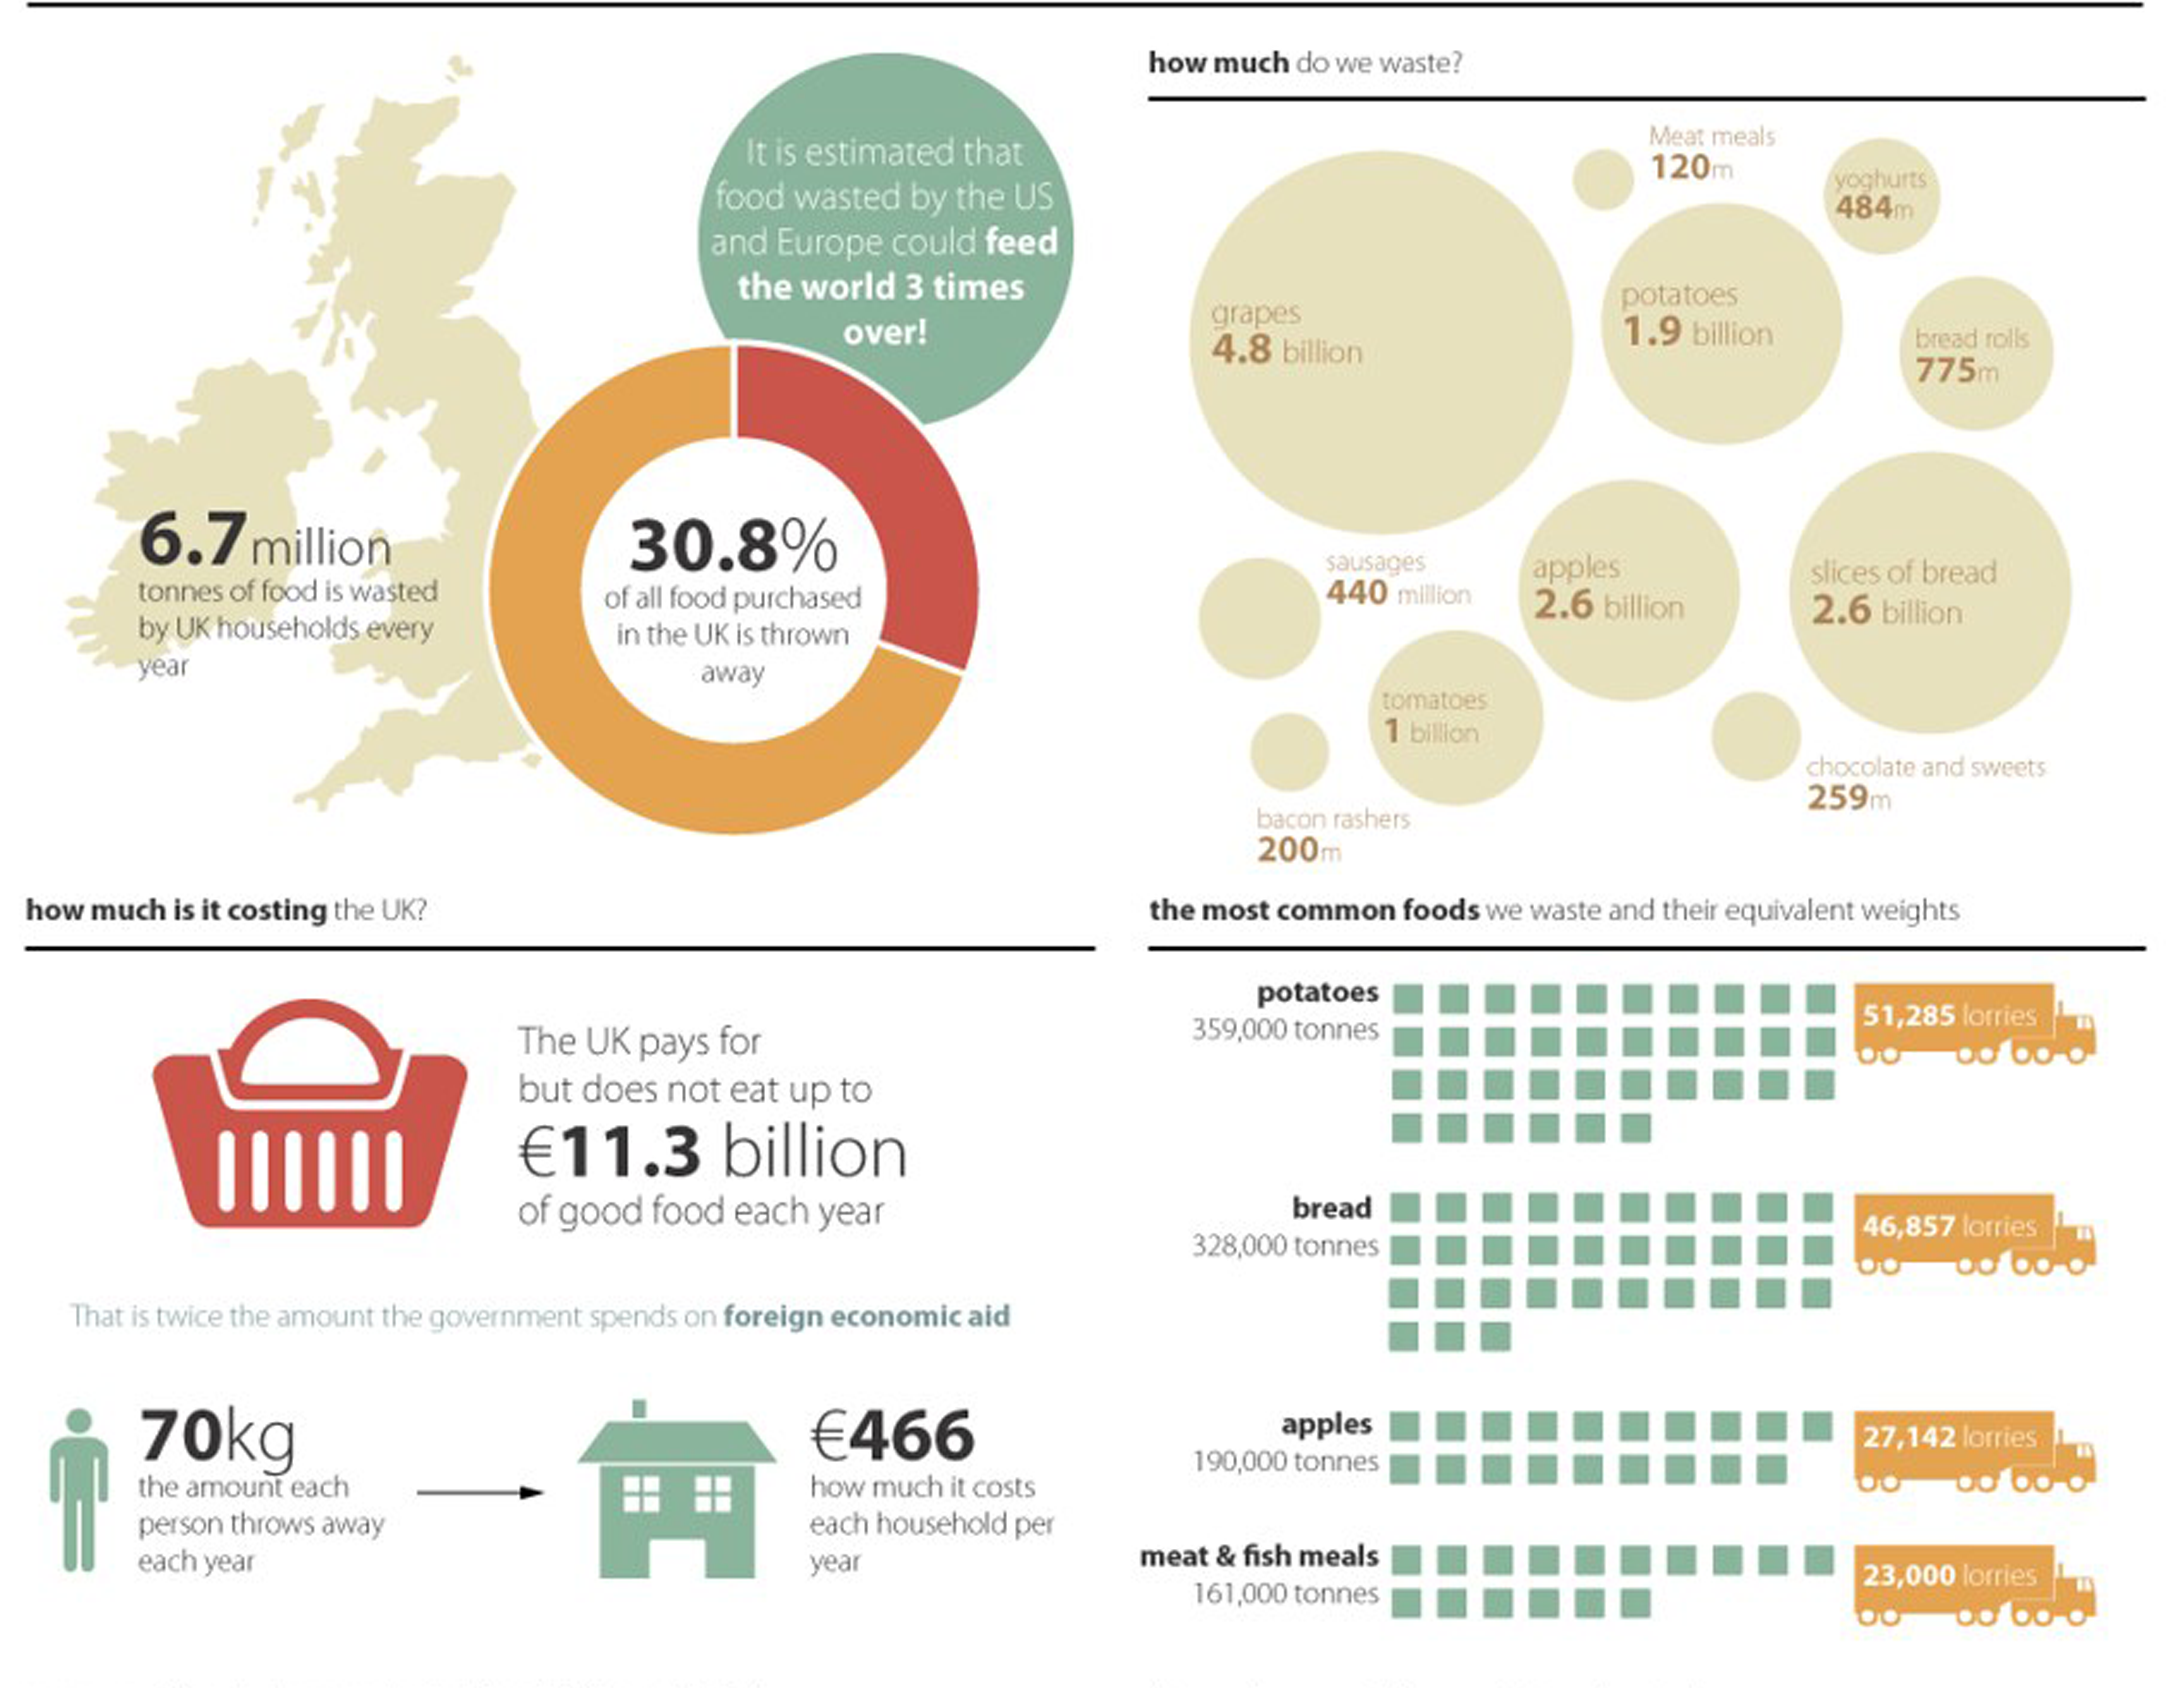 It is estimated that
food wasted by the US
and Europe could feed
the world 3 times
over!
6.7 million
tonnes of food is wasted
by UK households every
year
30.8%
of all food purchased
in the UK is thrown
away
how much do we waste?
Meat meals
120m
yoghurts
484m
grapes
4.8 billion
potatoes
1.9 billion
bread rolls
775m
sausages
440 million
apples
2.6 billion
slices of bread
2.6 billion
tomatoes
1 billion
chocolate and sweets
259m
bacon rashers
200m
how much is it costing the UK?
The UK pays for
but does not eat up to
€11.3 billion
of good food each year
That is twice the amount the government spends on foreign economic aid
70kg
the amount each
person throws away
each year
€466
how much it costs
each household per
year
the most common foods we waste and their equivalent weights
potatoes
359,000 tonnes
51,285 lorries
bread
328,000 tonnes
46,857 lorries
apples
190,000 tonnes
27,142 lorries
meat & fish meals
161,000 tonnes
23,000 lorries